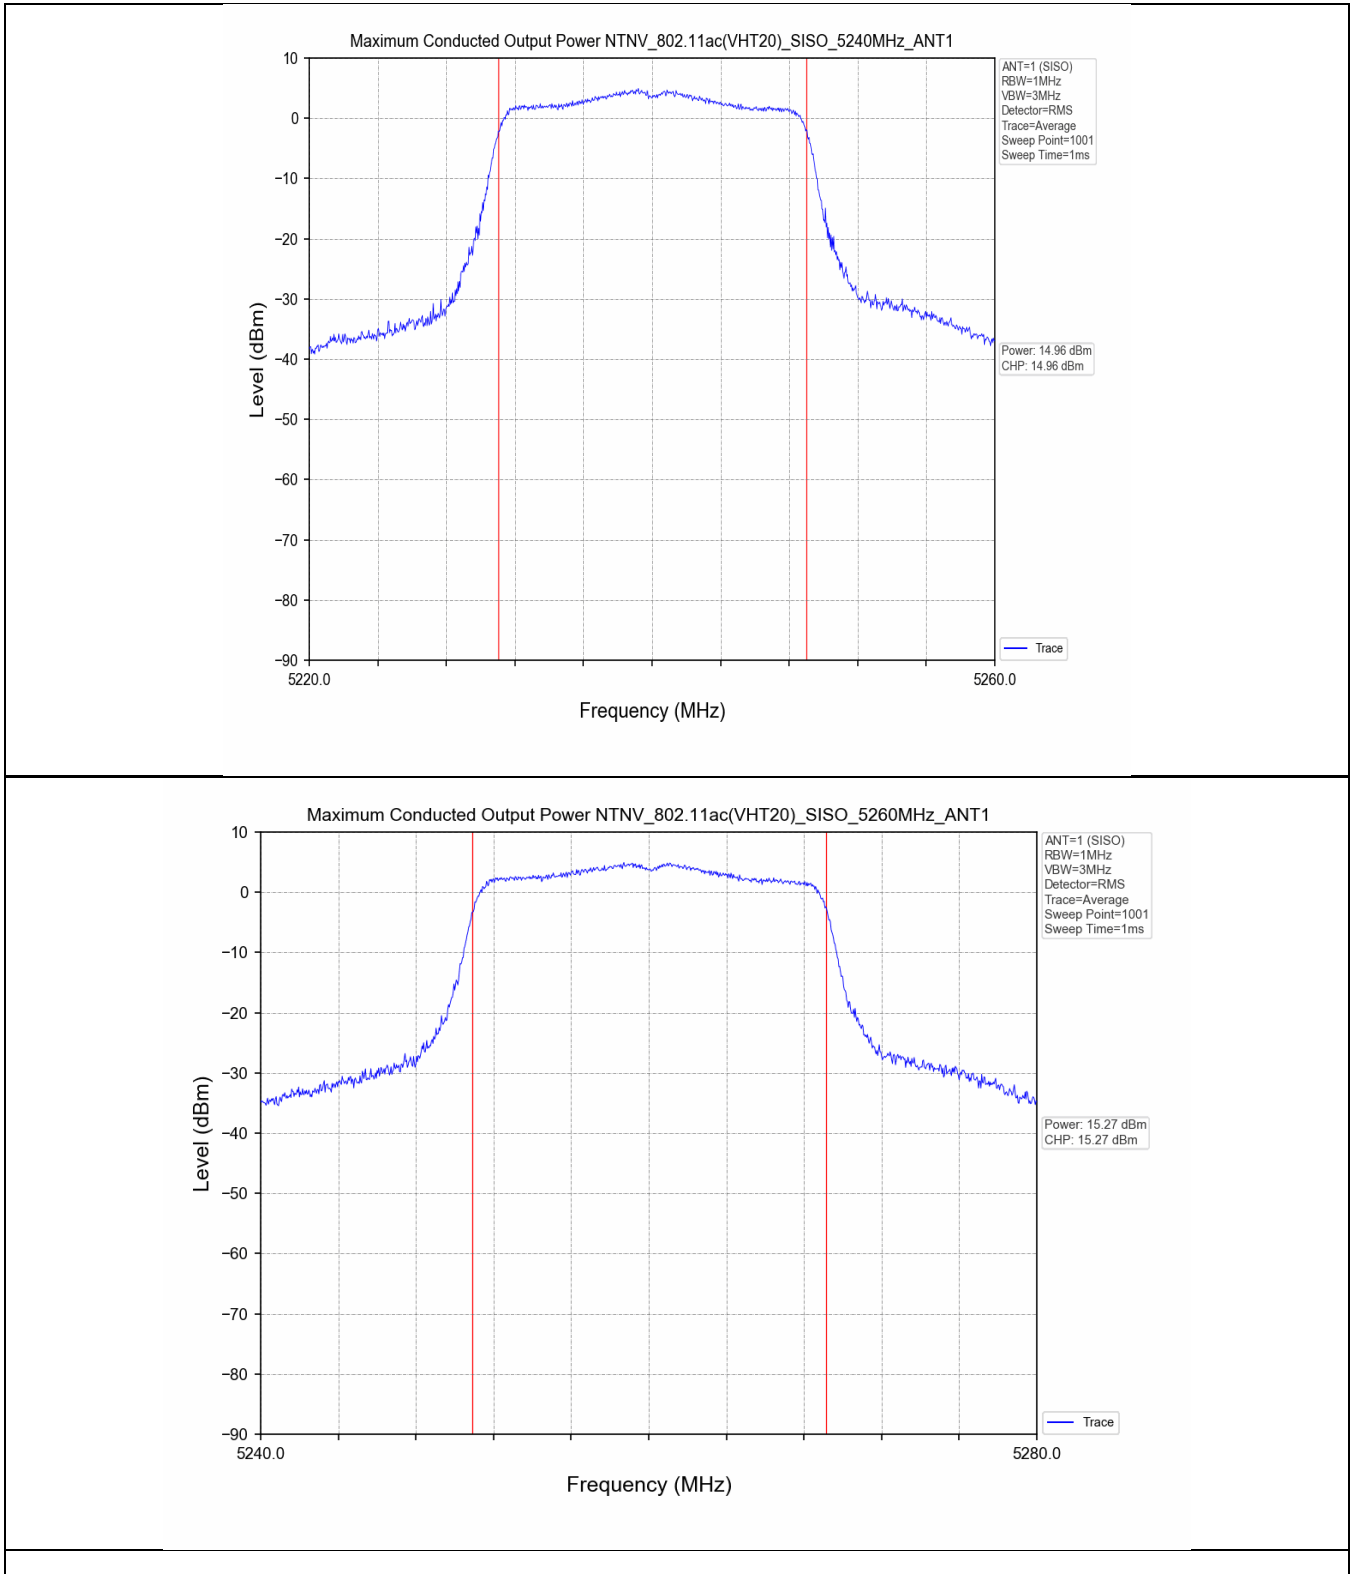 Maximum Conducted Output Power NTNV_802.11ac(VHT20)_SISO_5240MHz_ANT1
10
0
−10
−20
−30
−40
−50
−60
−70
−80
−90
Level (dBm)
5220.0
5260.0
Frequency (MHz)
ANT=1 (SISO)
RBW=1MHz
VBW=3MHz
Detector=RMS
Trace=Average
Sweep Point=1001
Sweep Time=1ms
Power: 14.96 dBm
CHP: 14.96 dBm
Trace
Maximum Conducted Output Power NTNV_802.11ac(VHT20)_SISO_5260MHz_ANT1
10
0
−10
−20
−30
−40
−50
−60
−70
−80
−90
Level (dBm)
5240.0
5280.0
Frequency (MHz)
ANT=1 (SISO)
RBW=1MHz
VBW=3MHz
Detector=RMS
Trace=Average
Sweep Point=1001
Sweep Time=1ms
Power: 15.27 dBm
CHP: 15.27 dBm
Trace